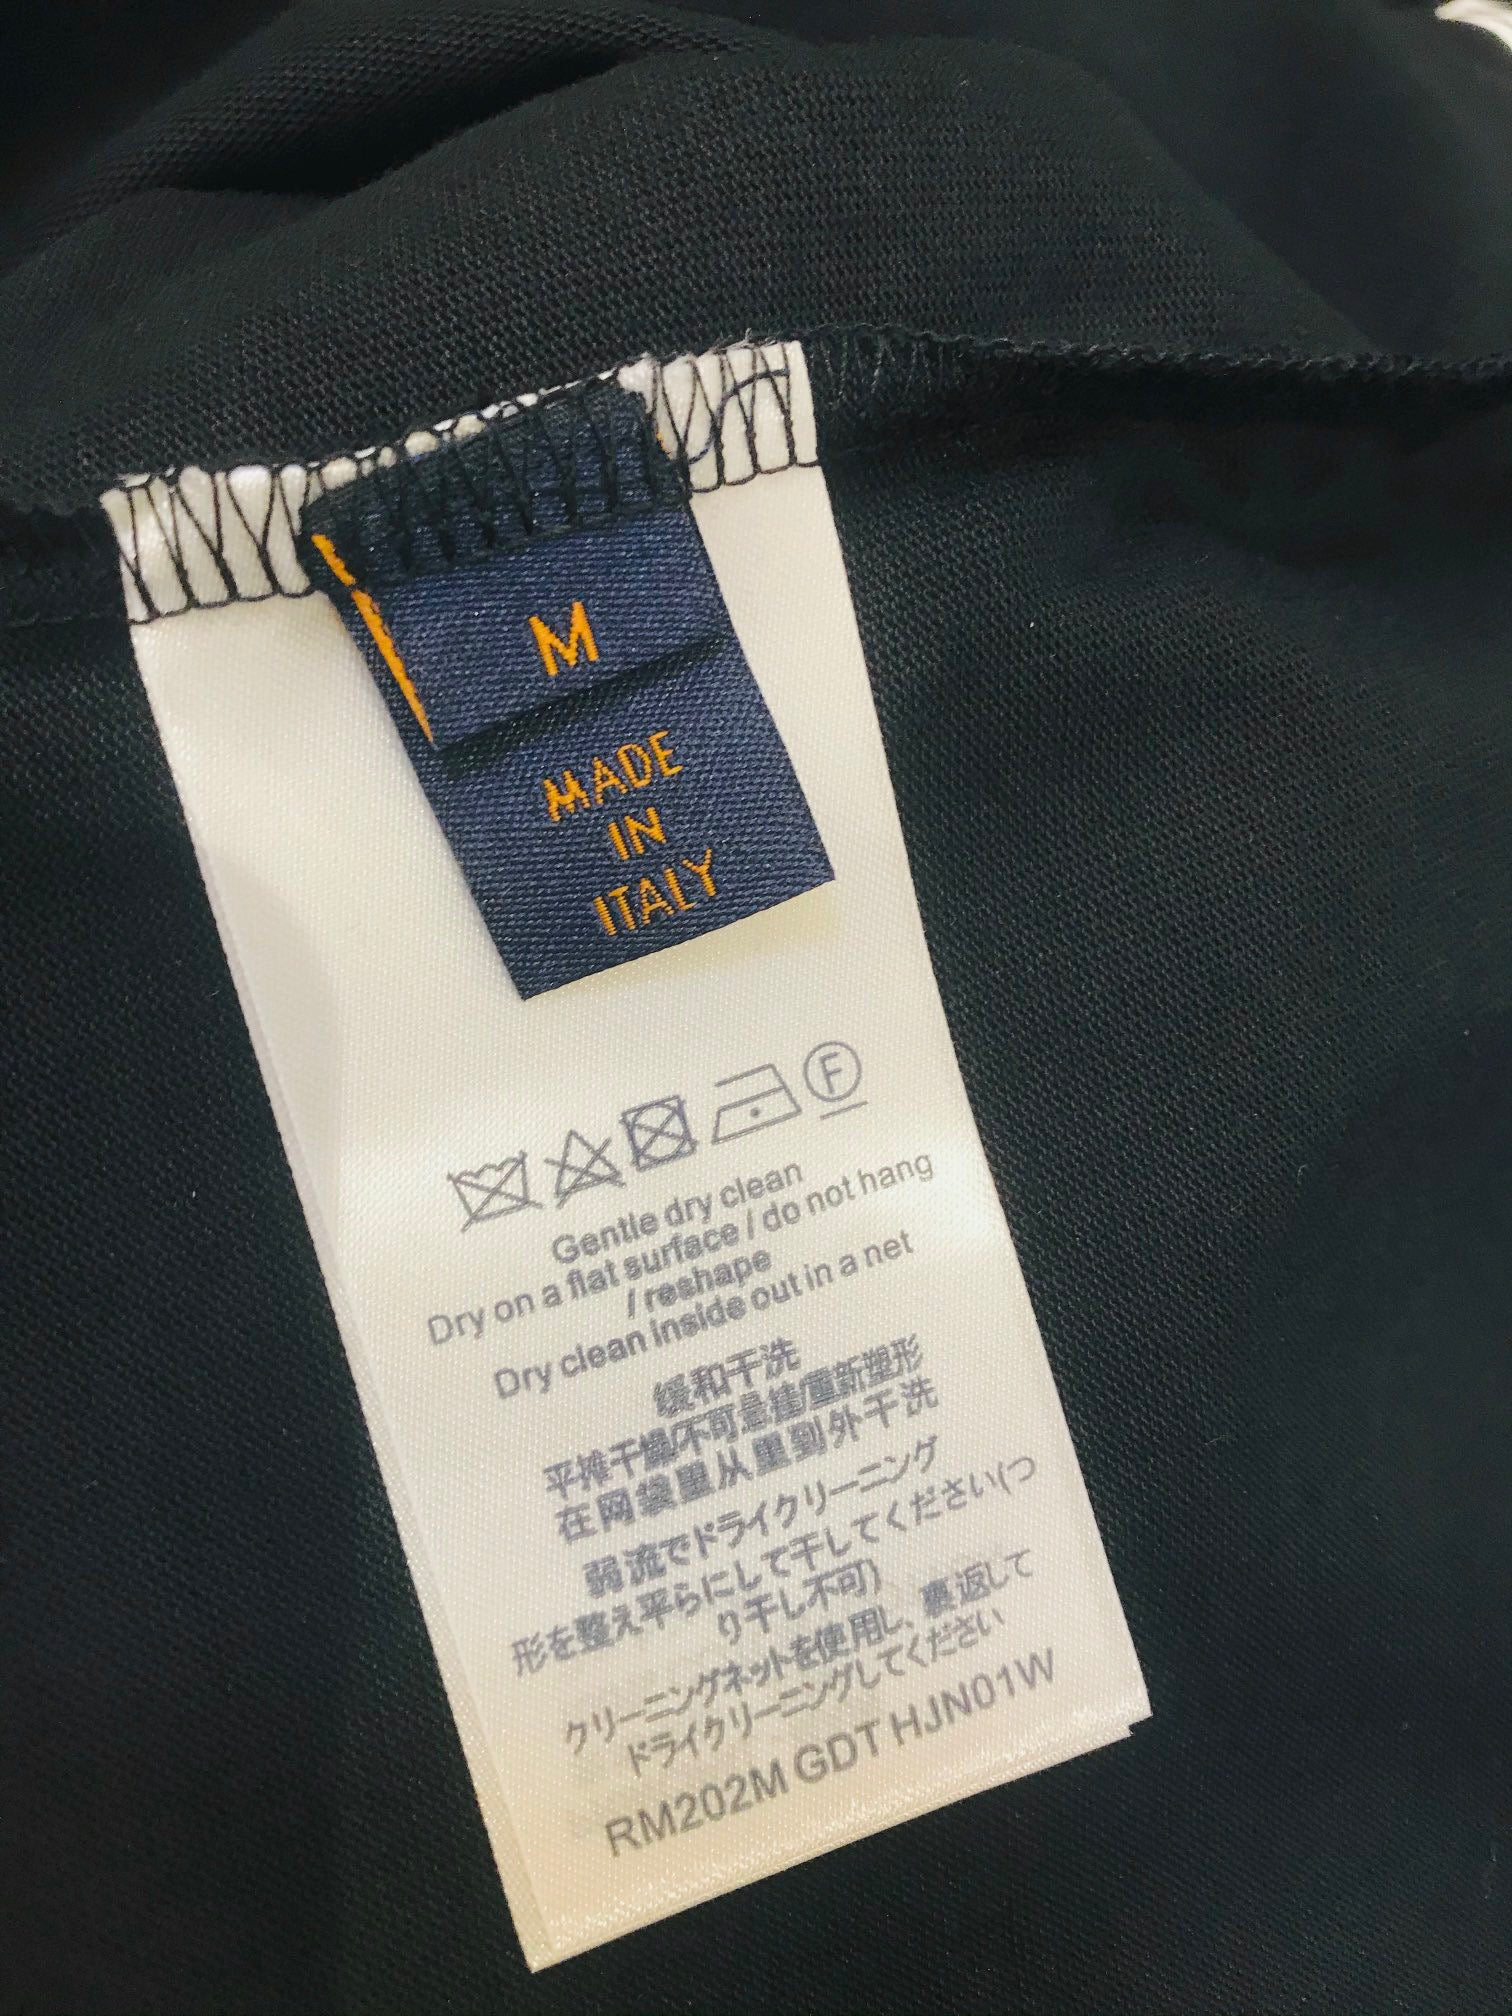 M
MADE
IN
ITALY
F
Gentle dry clean
Dry on a flat surface / do not hang
/ reshape
Dry clean inside out in a net
缓和干洗
平摊干燥/不可悬挂/重新塑形
在网袋里从里到外干洗
弱流でドライクリーニング
形を整え平らにして干してください(つ
り干し不可)
クリーニングネットを使用し、裏返して
ドライクリーニングしてください
RM202M GDT HJN01W